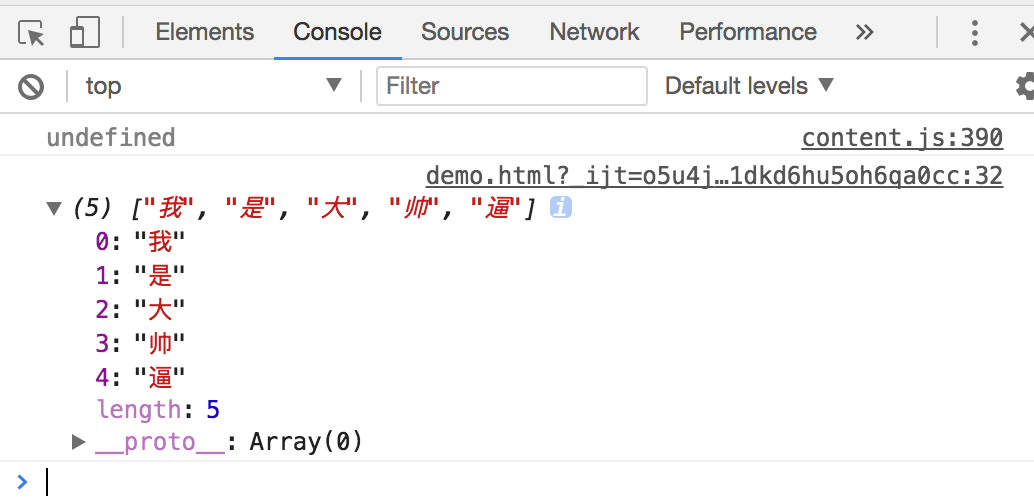 Elements Console Sources Network Performance »
top ▼ Filter Default levels ▼
undefined content.js:390
demo.html?_ijt=o5u4j…1dkd6hu5oh6qa0cc:32
▼ (5) ["我", "是", "大", "帅", "逼"] i
0: "我"
1: "是"
2: "大"
3: "帅"
4: "逼"
length: 5
▶ __proto__: Array(0)
>